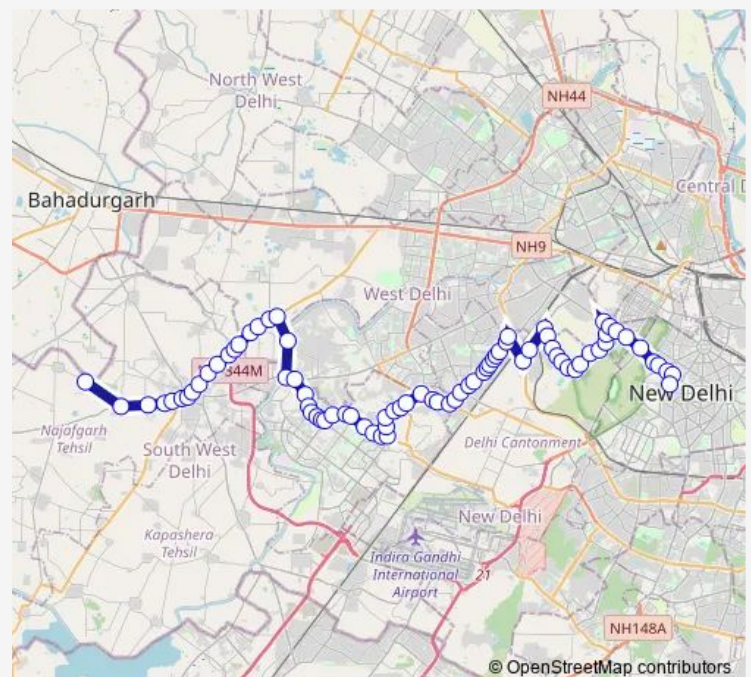 North West
Delhi
NH44
Bahadurgarh
Central D
NH9
West Delhi
344M
New Delhi
Najafgarh
Tehsil
South West
Delhi
Delhi Cantonment
New Delhi
Kapashera
Tehsil
Indira Gandhi
International
Airport
21
NH148A
© OpenStreetMap contributors